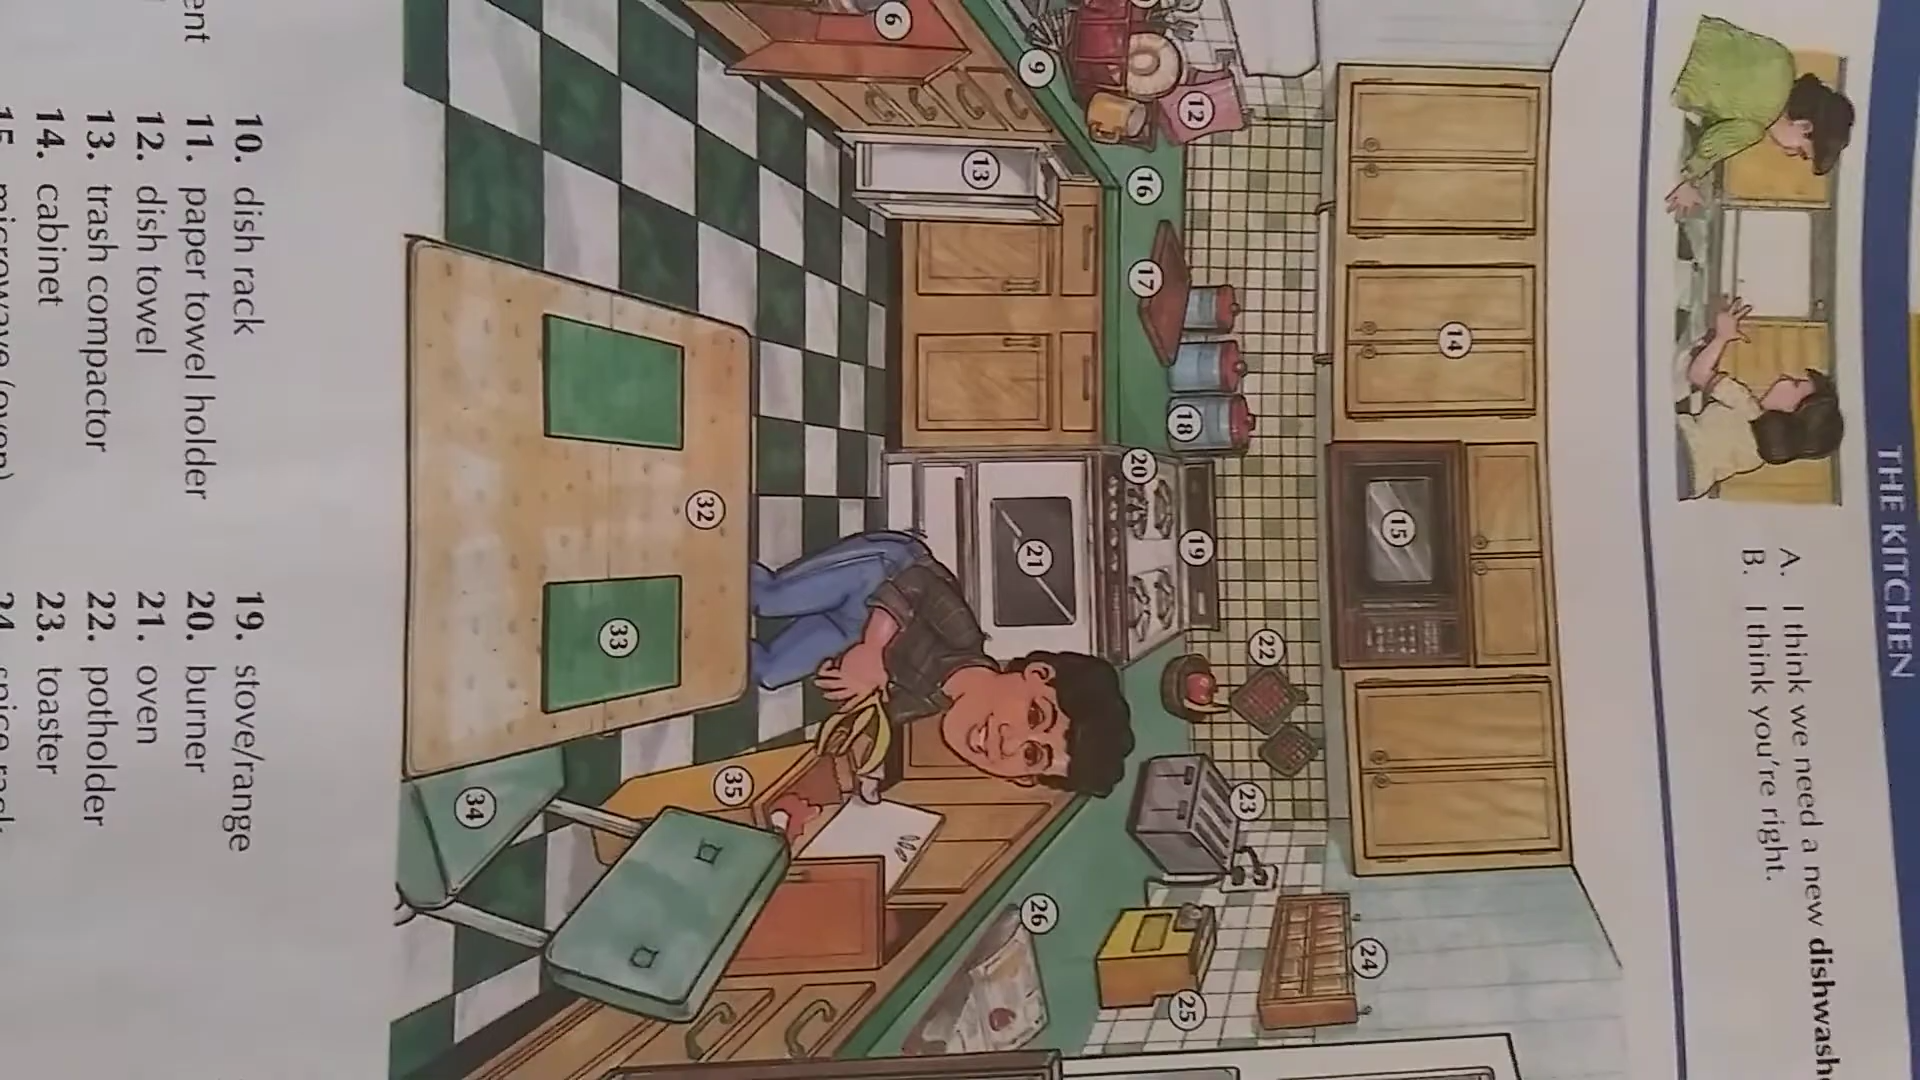 THE KITCHEN
A. I think we need a new
B. I think you're right.
6
9
12
13
16
17
14
18
20
15
19
21
22
32
33
23
35
34
24
26
25
10. dish rack
11. paper towel holder
12. dish towel
13. trash compactor
14. cabinet
19. stove/range
20. burner
21. oven
22. potholder
23. toaster